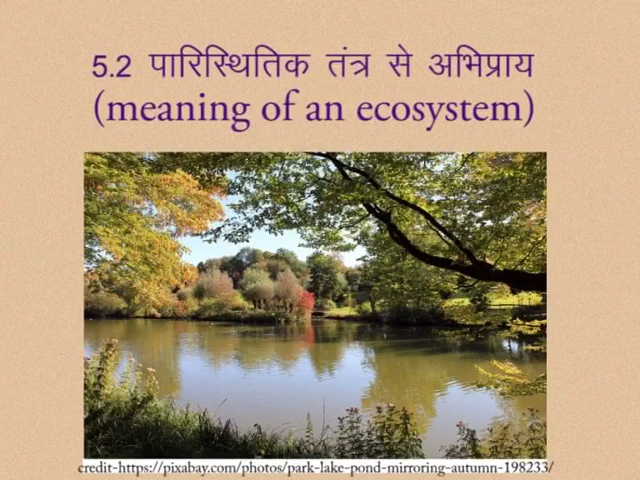 5.2 पारिस्थितिक तंत्र से अभिप्राय
(meaning of an ecosystem)
credit-https://pixabay.com/photos/park-lake-pond-mirroring-autumn-198233/